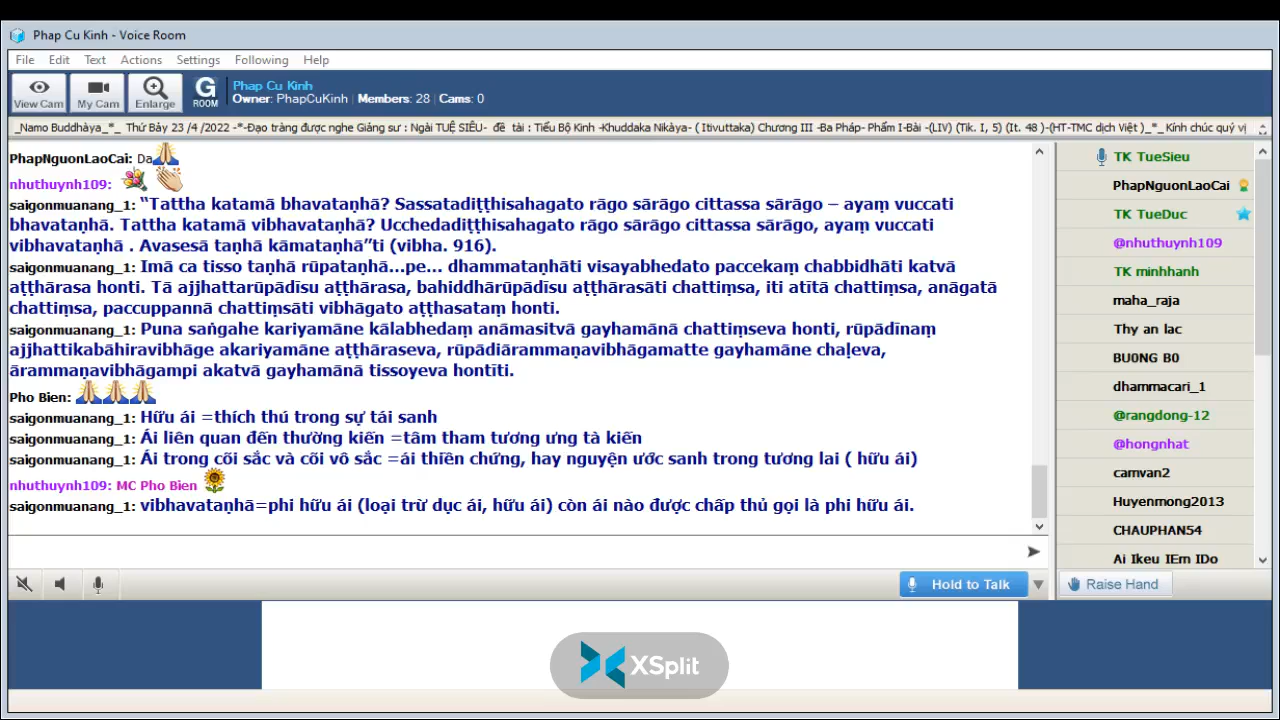 Phap Cu Kinh - Voice Room
File Edit Text Actions Settings Following Help
View Cam My Cam Enlarge G ROOM
Phap Cu Kinh
Owner: PhapCuKinh | Members: 28 | Cams: 0
_Namo Buddhàya_*_ Thứ Bảy 23 /4 /2022 -*-Đạo tràng được nghe Giảng sư : Ngài TUỆ SIÊU- đề tài : Tiểu Bộ Kinh -Khuddaka Nikàya- ( Itivuttaka) Chương III -Ba Pháp- Phẩm I-Bài -(LIV) (Tik. I, 5) (It. 48 )-(HT-TMC dịch Việt )_*_ Kính chúc quý vị
PhapNguonLaoCai: Da
nhuthuynh109:
saigonmuanang_1: “Tattha katamā bhavataṇhā? Sassatadiṭṭhisahagato rāgo sārāgo cittassa sārāgo – ayaṃ vuccati
bhavataṇhā. Tattha katamā vibhavataṇhā? Ucchedadiṭṭhisahagato rāgo sārāgo cittassa sārāgo, ayaṃ vuccati
vibhavataṇhā . Avasesā taṇhā kāmataṇhā”ti (vibha. 916).
saigonmuanang_1: Imā ca tisso taṇhā rūpataṇhā...pe... dhammataṇhāti visayabhedato paccekaṃ chabbidhāti katvā
aṭṭhārasa honti. Tā ajjhattarūpādīsu aṭṭhārasa, bahiddhārūpādīsu aṭṭhārasāti chattiṃsa, iti atītā chattiṃsa, anāgatā
chattiṃsa, paccuppannā chattiṃsāti vibhāgato aṭṭhasataṃ honti.
saigonmuanang_1: Puna saṅgahe kariyamāne kālabhedaṃ anāmasitvā gayhamānā chattiṃseva honti, rūpādīnaṃ
ajjhattikabāhiravibhāge akariyamāne aṭṭhāraseva, rūpādiārammaṇavibhāgamatte gayhamāne chaḷeva,
ārammaṇavibhāgampi akatvā gayhamānā tissoyeva hontīti.
Pho Bien:
saigonmuanang_1: Hữu ái =thích thú trong sự tái sanh
saigonmuanang_1: Ái liên quan đến thường kiến =tâm tham tương ưng tà kiến
saigonmuanang_1: Ái trong cõi sắc và cõi vô sắc =ái thiền chứng, hay nguyện ước sanh trong tương lai ( hữu ái)
nhuthuynh109: MC Pho Bien
saigonmuanang_1: vibhavataṇhā=phi hữu ái (loại trừ dục ái, hữu ái) còn ái nào được chấp thủ gọi là phi hữu ái.
TK TueSieu
PhapNguonLaoCai
TK TueDuc
@nhuthuynh109
TK minhhanh
maha_raja
Thy an lac
BU0NG B0
dhammacari_1
@rangdong-12
@hongnhat
camvan2
Huyenmong2013
CHAUPHAN54
Ai Ikeu IEm IDo
Hold to Talk
Raise Hand
XSplit